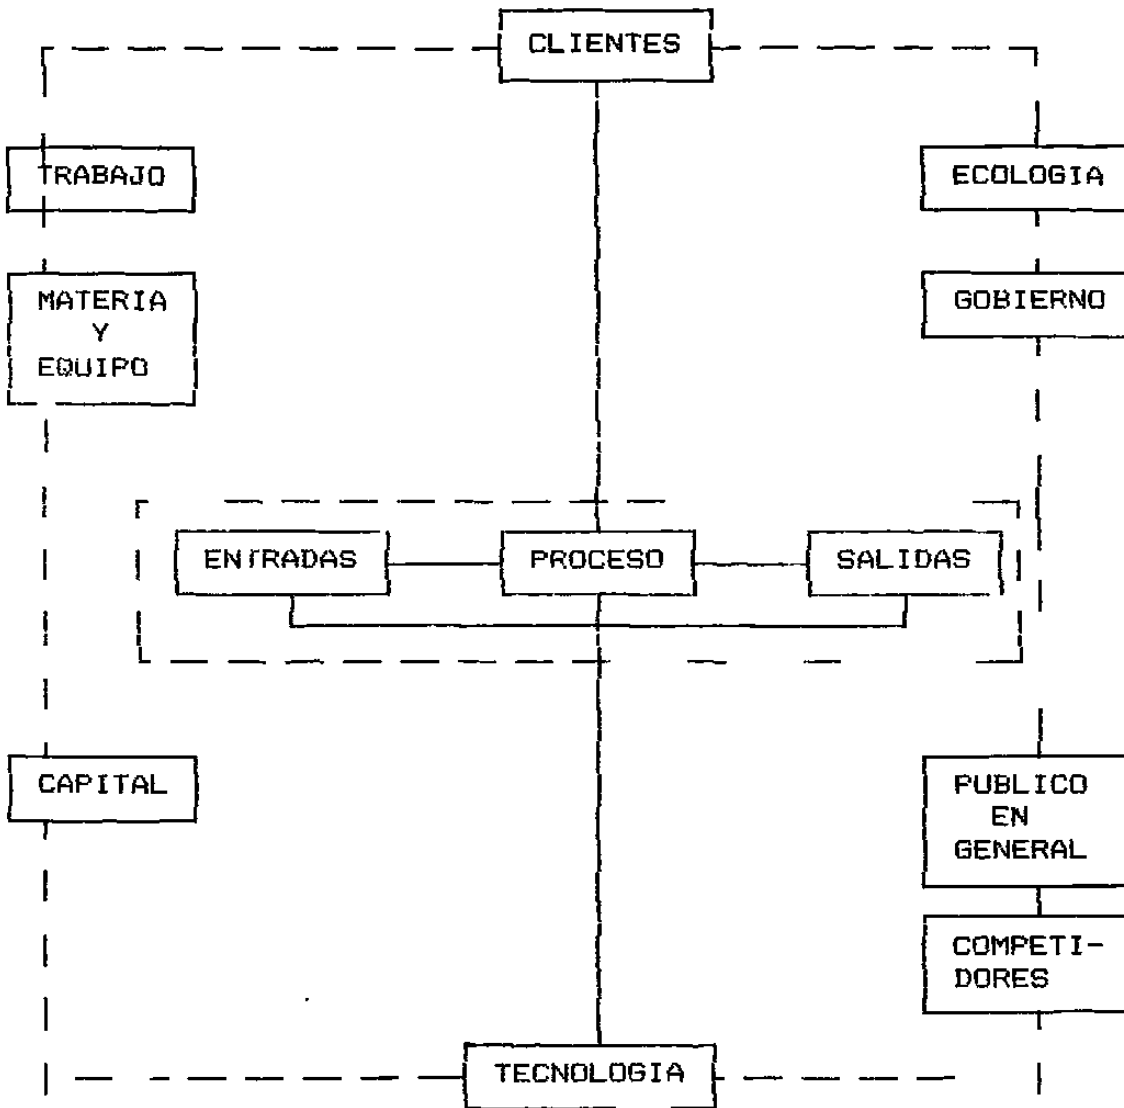 CLIENTES
TRABAJO
ECOLOGIA
MATERIA
Y
EQUIPO
GOBIERNO
ENTRADAS
PROCESO
SALIDAS
CAPITAL
PUBLICO
EN
GENERAL
COMPETI-
DORES
TECNOLOGIA